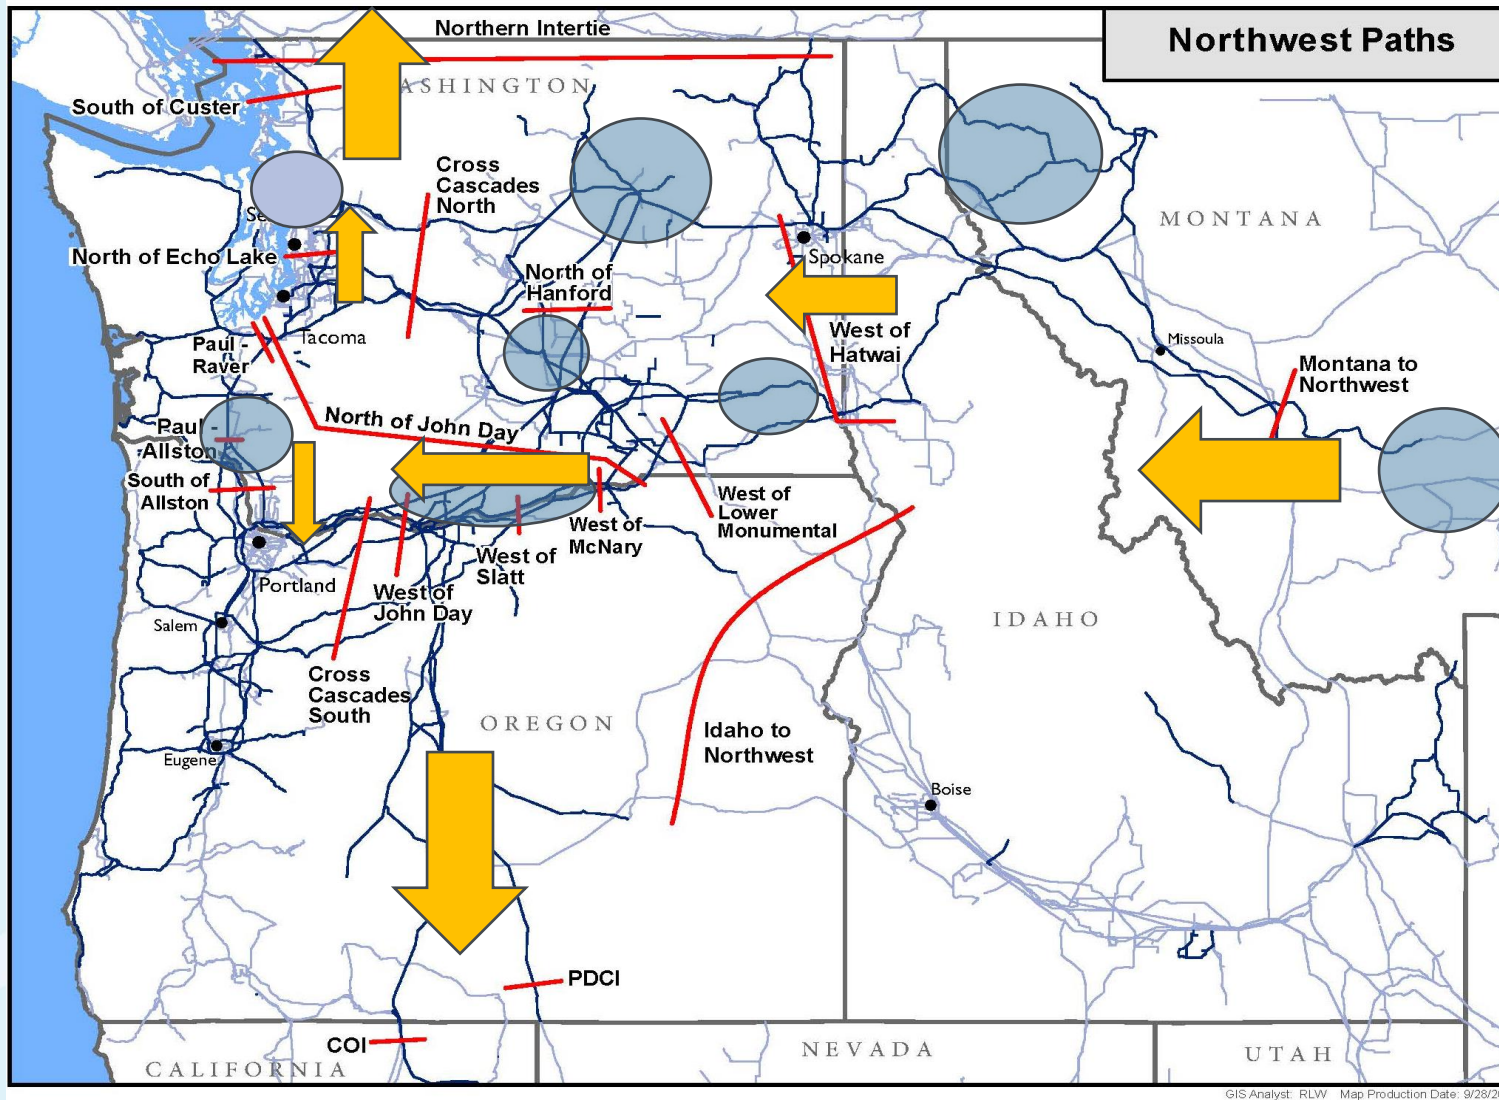 Northwest Paths
Northern Intertie
South of Custer
ASHINGTON
Cross
Cascades
North
MONTANA
North of Echo Lake
Spokane
North of
Hanford
Tacoma
Paul -
Raver
West of
Hatwai
Missoula
Montana to
Northwest
North of John Day
Paul -
Allston
South of
Allston
West of
Lower
Monumental
West of
McNary
West of
Slatt
Portland
West of
John Day
Salem
IDAHO
Cross
Cascades
South
OREGON
Idaho to
Northwest
Eugene
Boise
PDCI
COI
CALIFORNIA
NEVADA
UTAH
GIS Analyst: RLW Map Production Date: 9/28/20